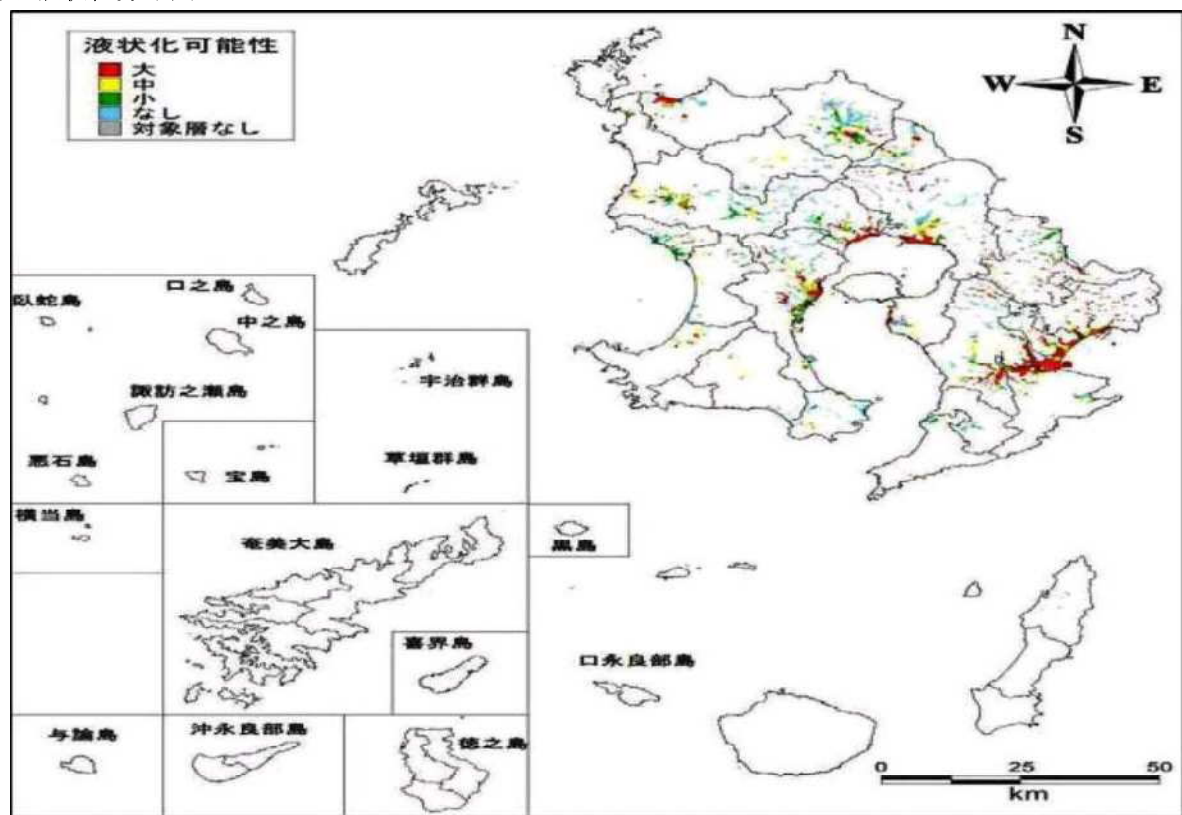 液状化可能性
大
中
小
なし
対象層なし
N
W
E
S
口之島
臥蛇島
中之島
宇治群島
諏訪之瀬島
悪石島
宝島
草垣群島
横当島
奄美大島
黒島
喜界島
口永良部島
与論島
沖永良部島
徳之島
0
25
50
km